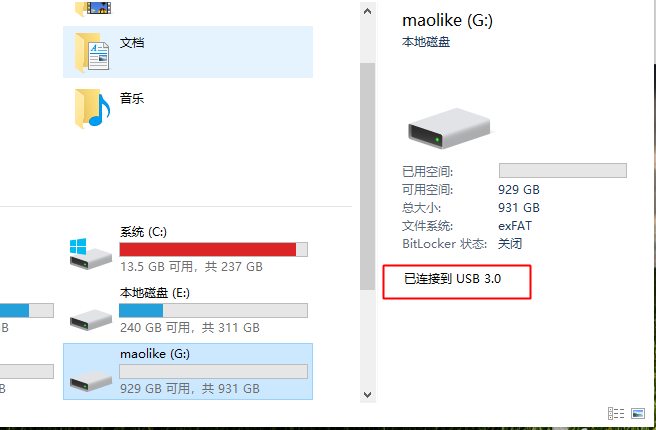 文档
音乐
系统 (C:)
13.5 GB 可用，共 237 GB
本地磁盘 (E:)
B
240 GB 可用，共 311 GB
maolike (G:)
B
929 GB 可用，共 931 GB
maolike (G:)
本地磁盘
已用空间:
可用空间: 929 GB
总大小: 931 GB
文件系统: exFAT
BitLocker 状态: 关闭
已连接到 USB 3.0